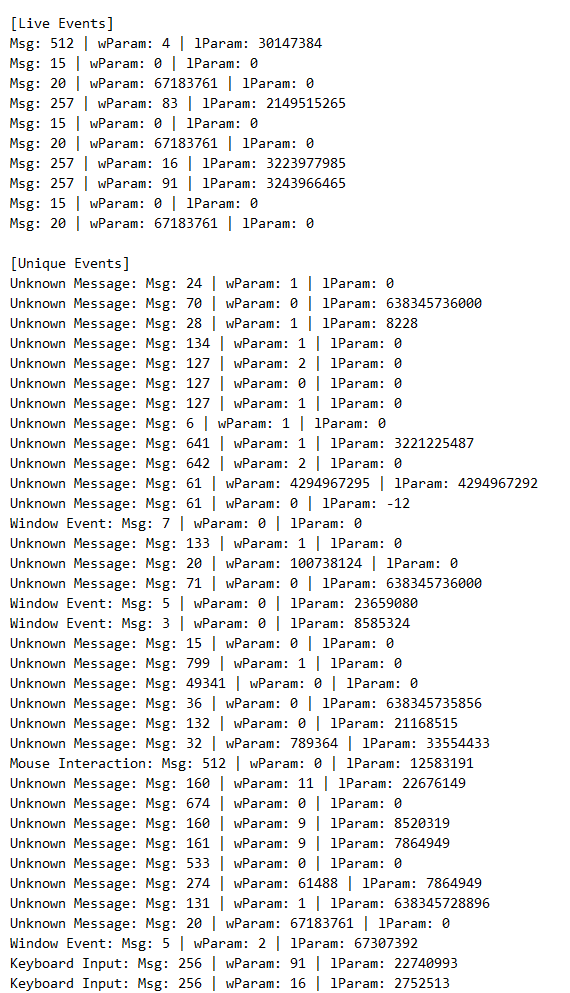 [Live Events]
Msg: 512 | wParam: 4 | lParam: 30147384
Msg: 15 | wParam: 0 | lParam: 0
Msg: 20 | wParam: 67183761 | lParam: 0
Msg: 257 | wParam: 83 | lParam: 2149515265
Msg: 15 | wParam: 0 | lParam: 0
Msg: 20 | wParam: 67183761 | lParam: 0
Msg: 257 | wParam: 16 | lParam: 3223977985
Msg: 257 | wParam: 91 | lParam: 3243966465
Msg: 15 | wParam: 0 | lParam: 0
Msg: 20 | wParam: 67183761 | lParam: 0
[Unique Events]
Unknown Message: Msg: 24 | wParam: 1 | lParam: 0
Unknown Message: Msg: 70 | wParam: 0 | lParam: 638345736000
Unknown Message: Msg: 28 | wParam: 1 | lParam: 8228
Unknown Message: Msg: 134 | wParam: 1 | lParam: 0
Unknown Message: Msg: 127 | wParam: 2 | lParam: 0
Unknown Message: Msg: 127 | wParam: 0 | lParam: 0
Unknown Message: Msg: 127 | wParam: 1 | lParam: 0
Unknown Message: Msg: 6 | wParam: 1 | lParam: 0
Unknown Message: Msg: 641 | wParam: 1 | lParam: 3221225487
Unknown Message: Msg: 642 | wParam: 2 | lParam: 0
Unknown Message: Msg: 61 | wParam: 4294967295 | lParam: 4294967292
Unknown Message: Msg: 61 | wParam: 0 | lParam: -12
Window Event: Msg: 7 | wParam: 0 | lParam: 0
Unknown Message: Msg: 133 | wParam: 1 | lParam: 0
Unknown Message: Msg: 20 | wParam: 100738124 | lParam: 0
Unknown Message: Msg: 71 | wParam: 0 | lParam: 638345736000
Window Event: Msg: 5 | wParam: 0 | lParam: 23659080
Window Event: Msg: 3 | wParam: 0 | lParam: 8585324
Unknown Message: Msg: 15 | wParam: 0 | lParam: 0
Unknown Message: Msg: 799 | wParam: 1 | lParam: 0
Unknown Message: Msg: 49341 | wParam: 0 | lParam: 0
Unknown Message: Msg: 36 | wParam: 0 | lParam: 638345735856
Unknown Message: Msg: 132 | wParam: 0 | lParam: 21168515
Unknown Message: Msg: 32 | wParam: 789364 | lParam: 33554433
Mouse Interaction: Msg: 512 | wParam: 0 | lParam: 12583191
Unknown Message: Msg: 160 | wParam: 11 | lParam: 22676149
Unknown Message: Msg: 674 | wParam: 0 | lParam: 0
Unknown Message: Msg: 160 | wParam: 9 | lParam: 8520319
Unknown Message: Msg: 161 | wParam: 9 | lParam: 7864949
Unknown Message: Msg: 533 | wParam: 0 | lParam: 0
Unknown Message: Msg: 274 | wParam: 61488 | lParam: 7864949
Unknown Message: Msg: 131 | wParam: 1 | lParam: 638345728896
Unknown Message: Msg: 20 | wParam: 67183761 | lParam: 0
Window Event: Msg: 5 | wParam: 2 | lParam: 67307392
Keyboard Input: Msg: 256 | wParam: 91 | lParam: 22740993
Keyboard Input: Msg: 256 | wParam: 16 | lParam: 2752513